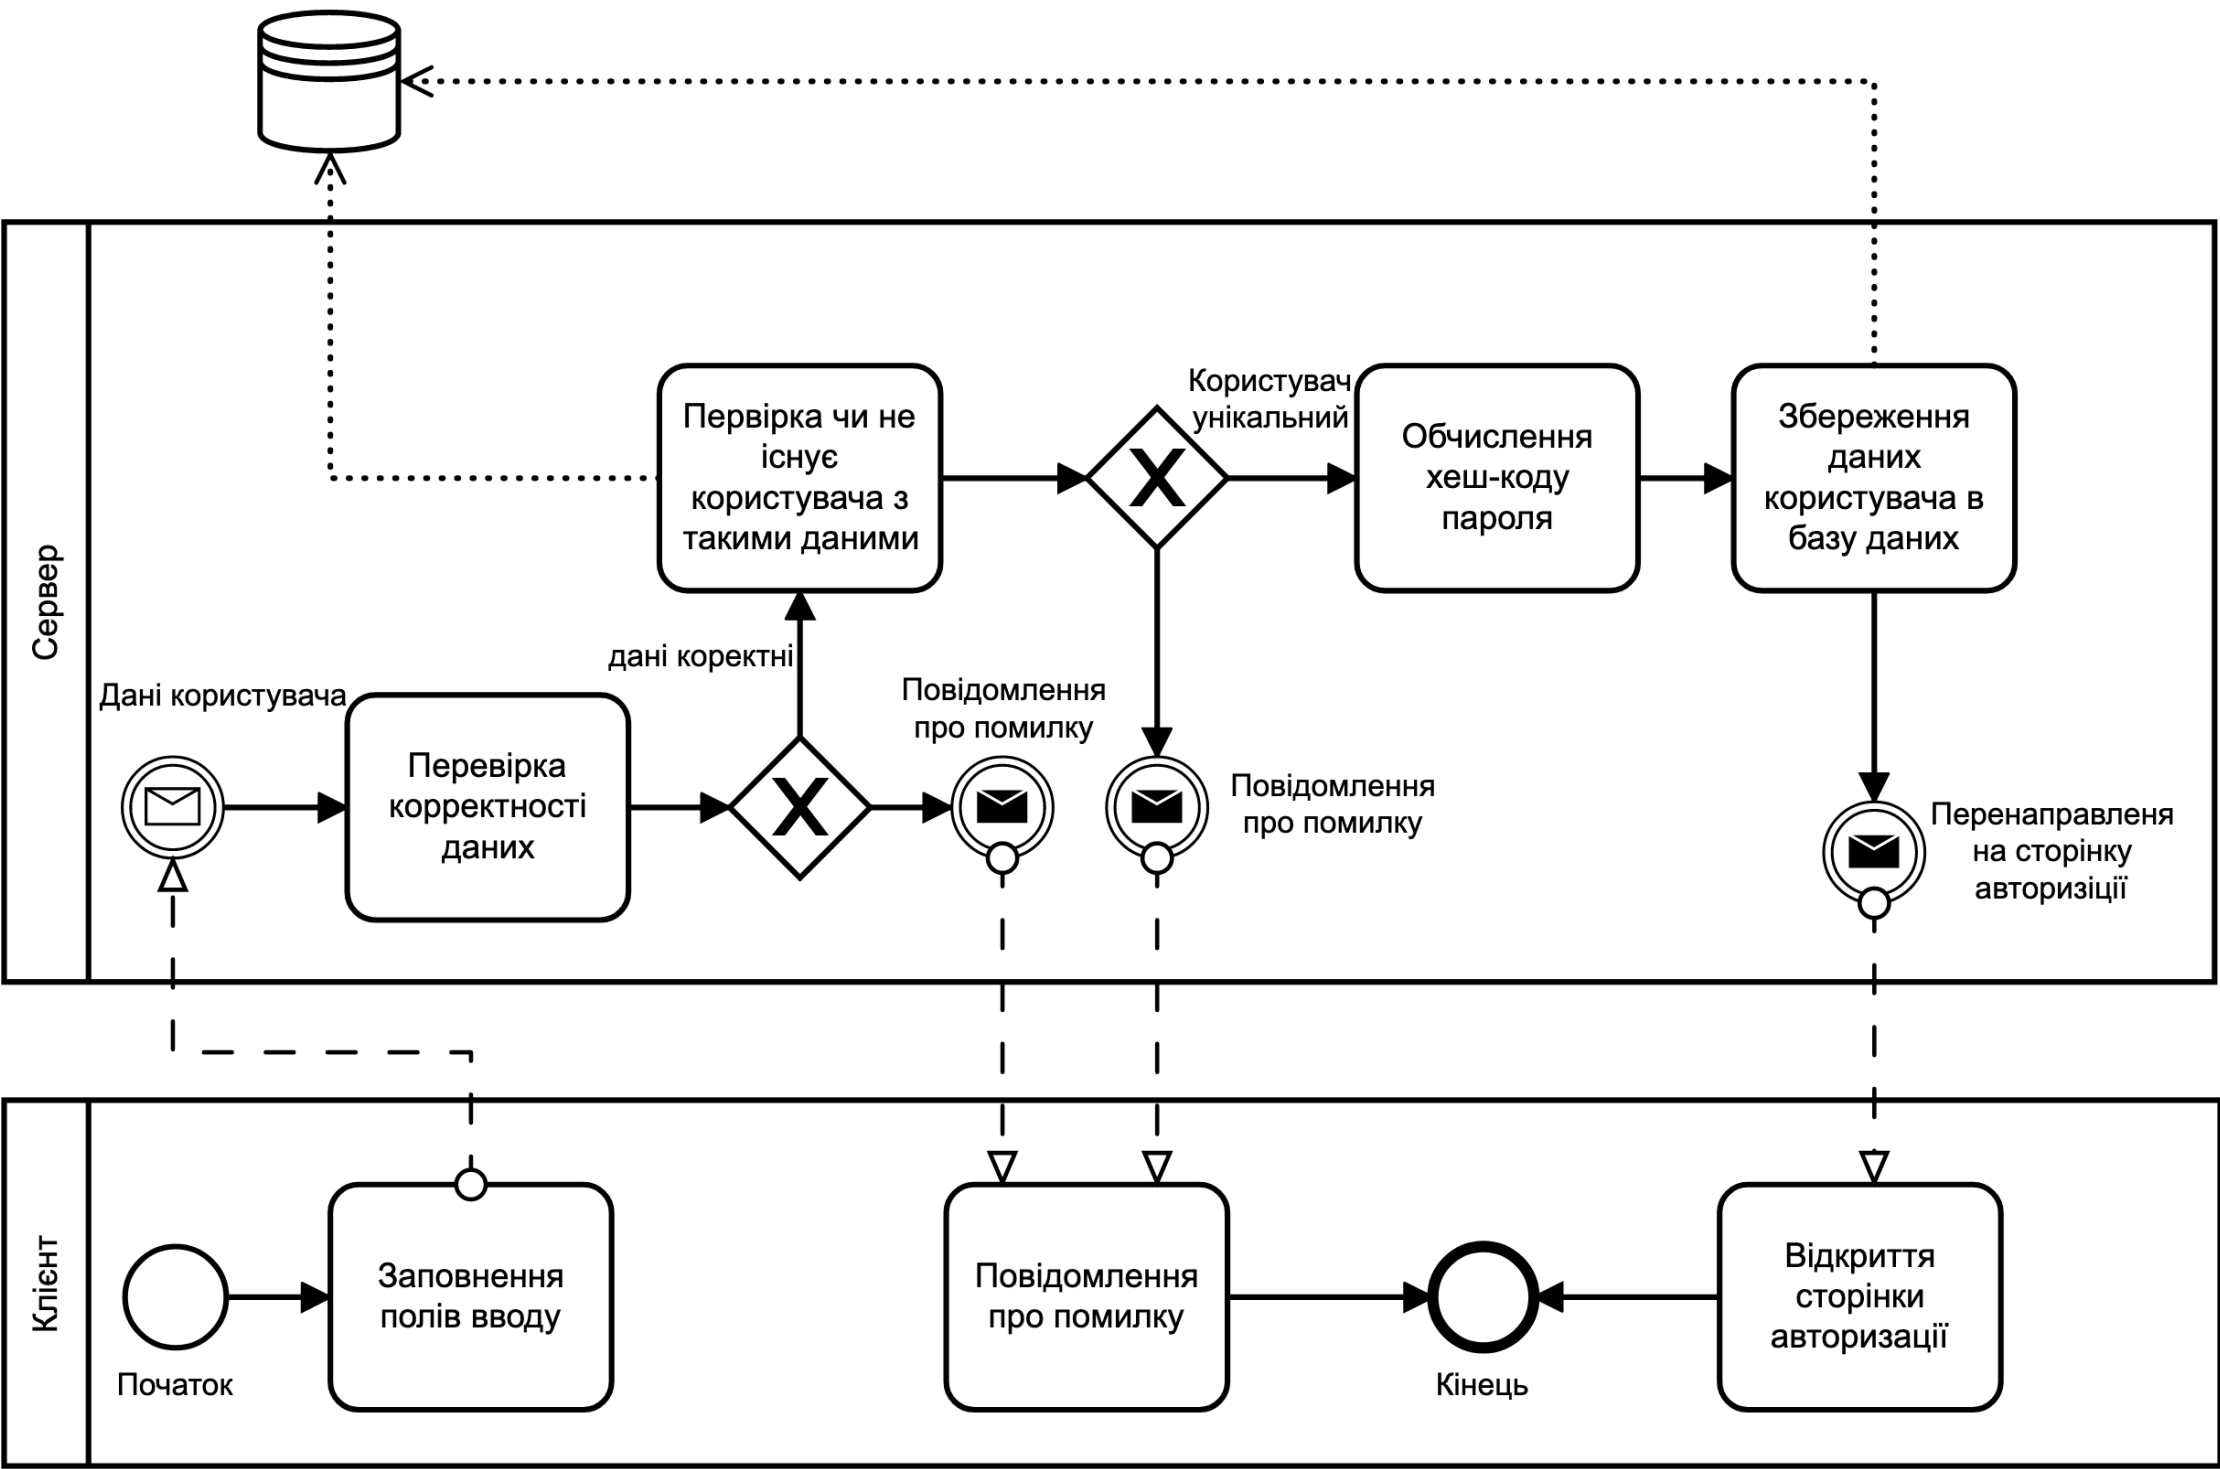 Сервер
Первірка чи не
існує
користувача з
такими даними
Користувач
унікальний
Обчислення
хеш-коду
пароля
Збереження
даних
користувача в
базу даних
дані коректні
Дані користувача
Перевірка
корректності
даних
X
X
Повідомлення
про помилку
Повідомлення
про помилку
Перенаправленя
на сторінку
авторизіції
Клієнт
Початок
Заповнення
полів вводу
Повідомлення
про помилку
Кінець
Відкриття
сторінки
авторизації